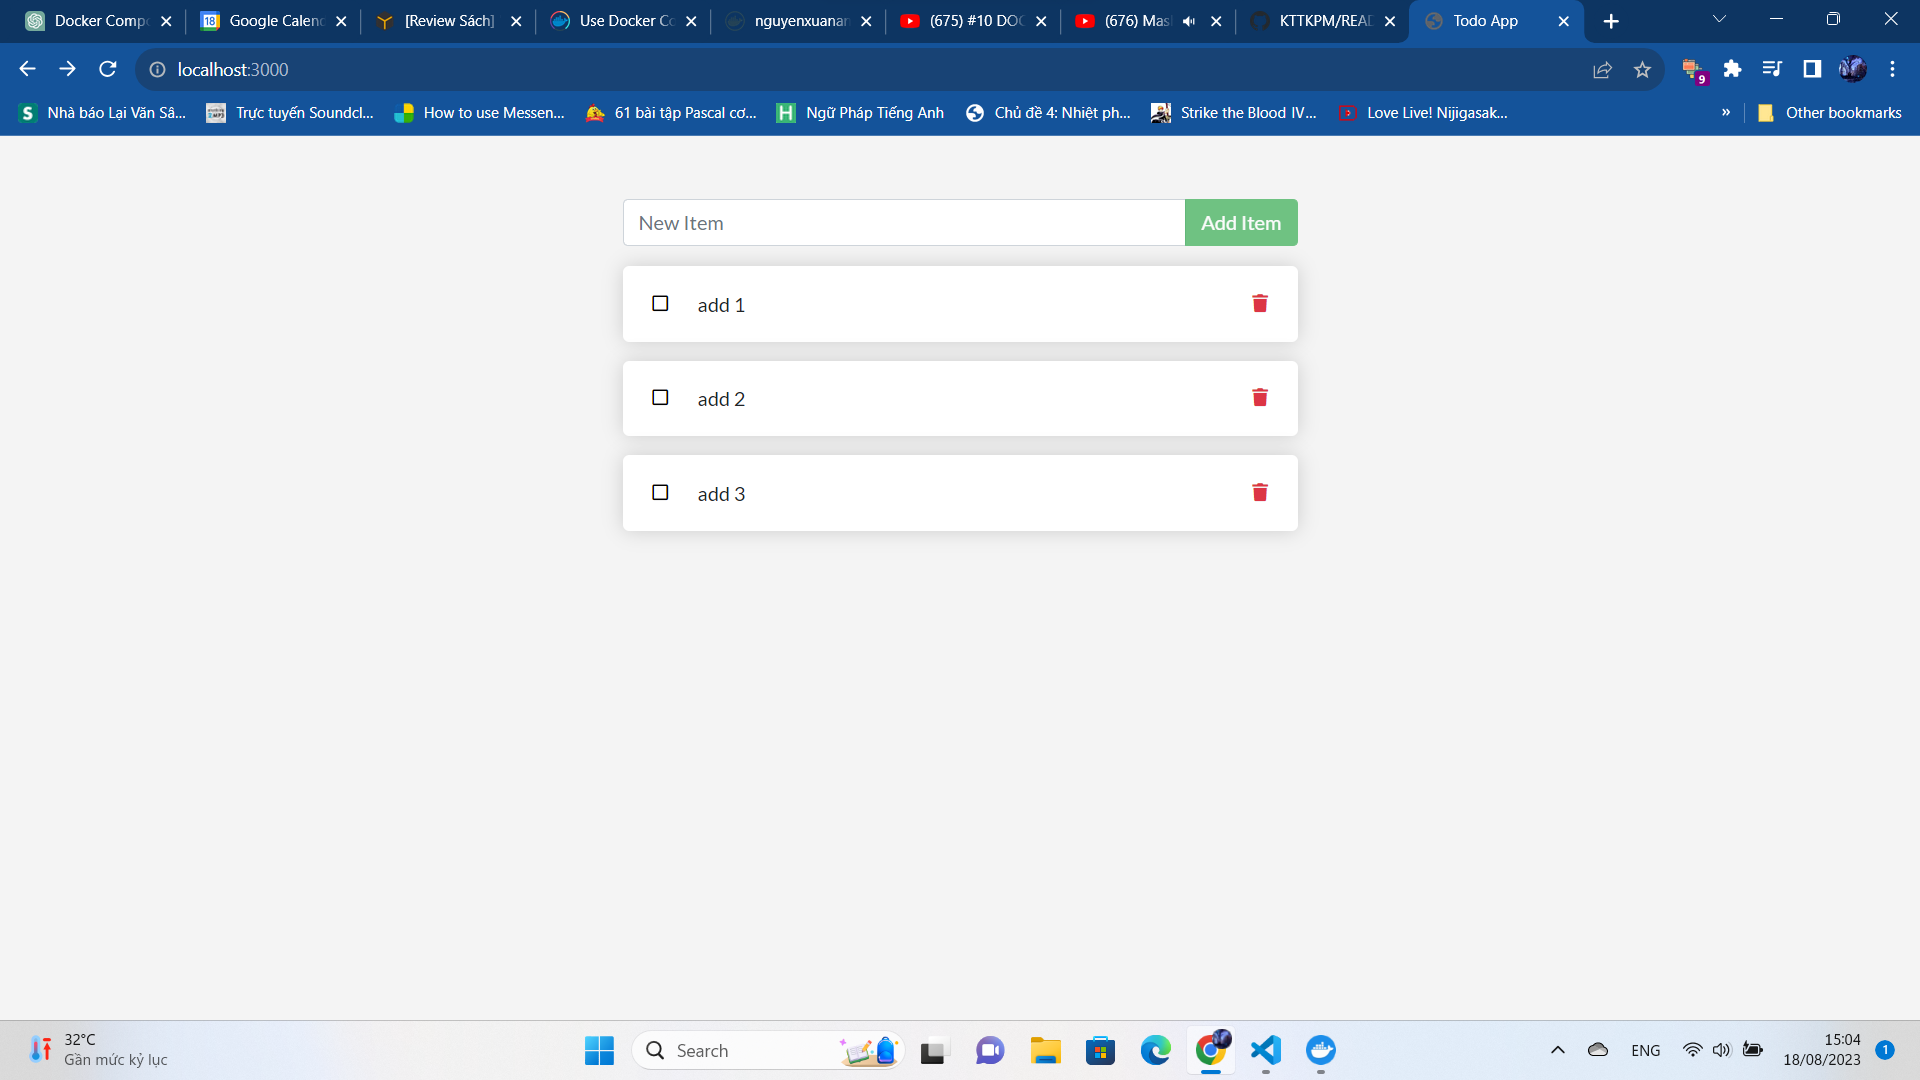 Docker Comp
Google Calen
[Review Sách]
Use Docker Co
nguyenxuanan
(675) #10 DOC
(676) Mas
KTTKPM/READ
Todo App
localhost:3000
9
Nhà báo Lại Văn Sâ...
Trực tuyến Soundcl...
How to use Messen...
61 bài tập Pascal cơ...
Ngữ Pháp Tiếng Anh
Chủ đề 4: Nhiệt ph...
Strike the Blood IV...
Love Live! Nijigasak...
»
Other bookmarks
New Item
Add Item
add 1
add 2
add 3
32°C
Gần mức kỷ lục
Search
ENG
15:04
18/08/2023
1